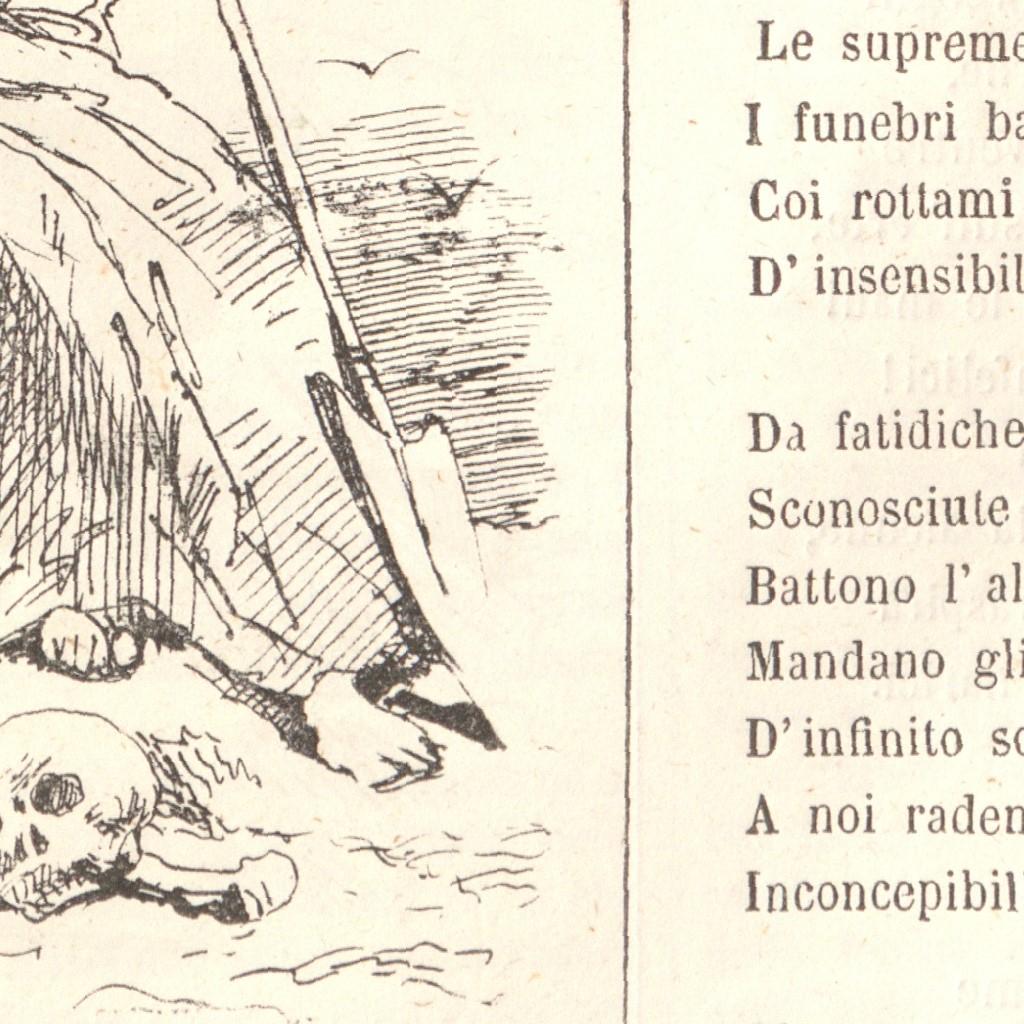 Le supreme
I funebri ba
Coi rottami
D' insensibil
Da fatidiche
Sconosciute
Battono l' al
Mandano gli
D' infinito so
A noi raden
Inconcepibil